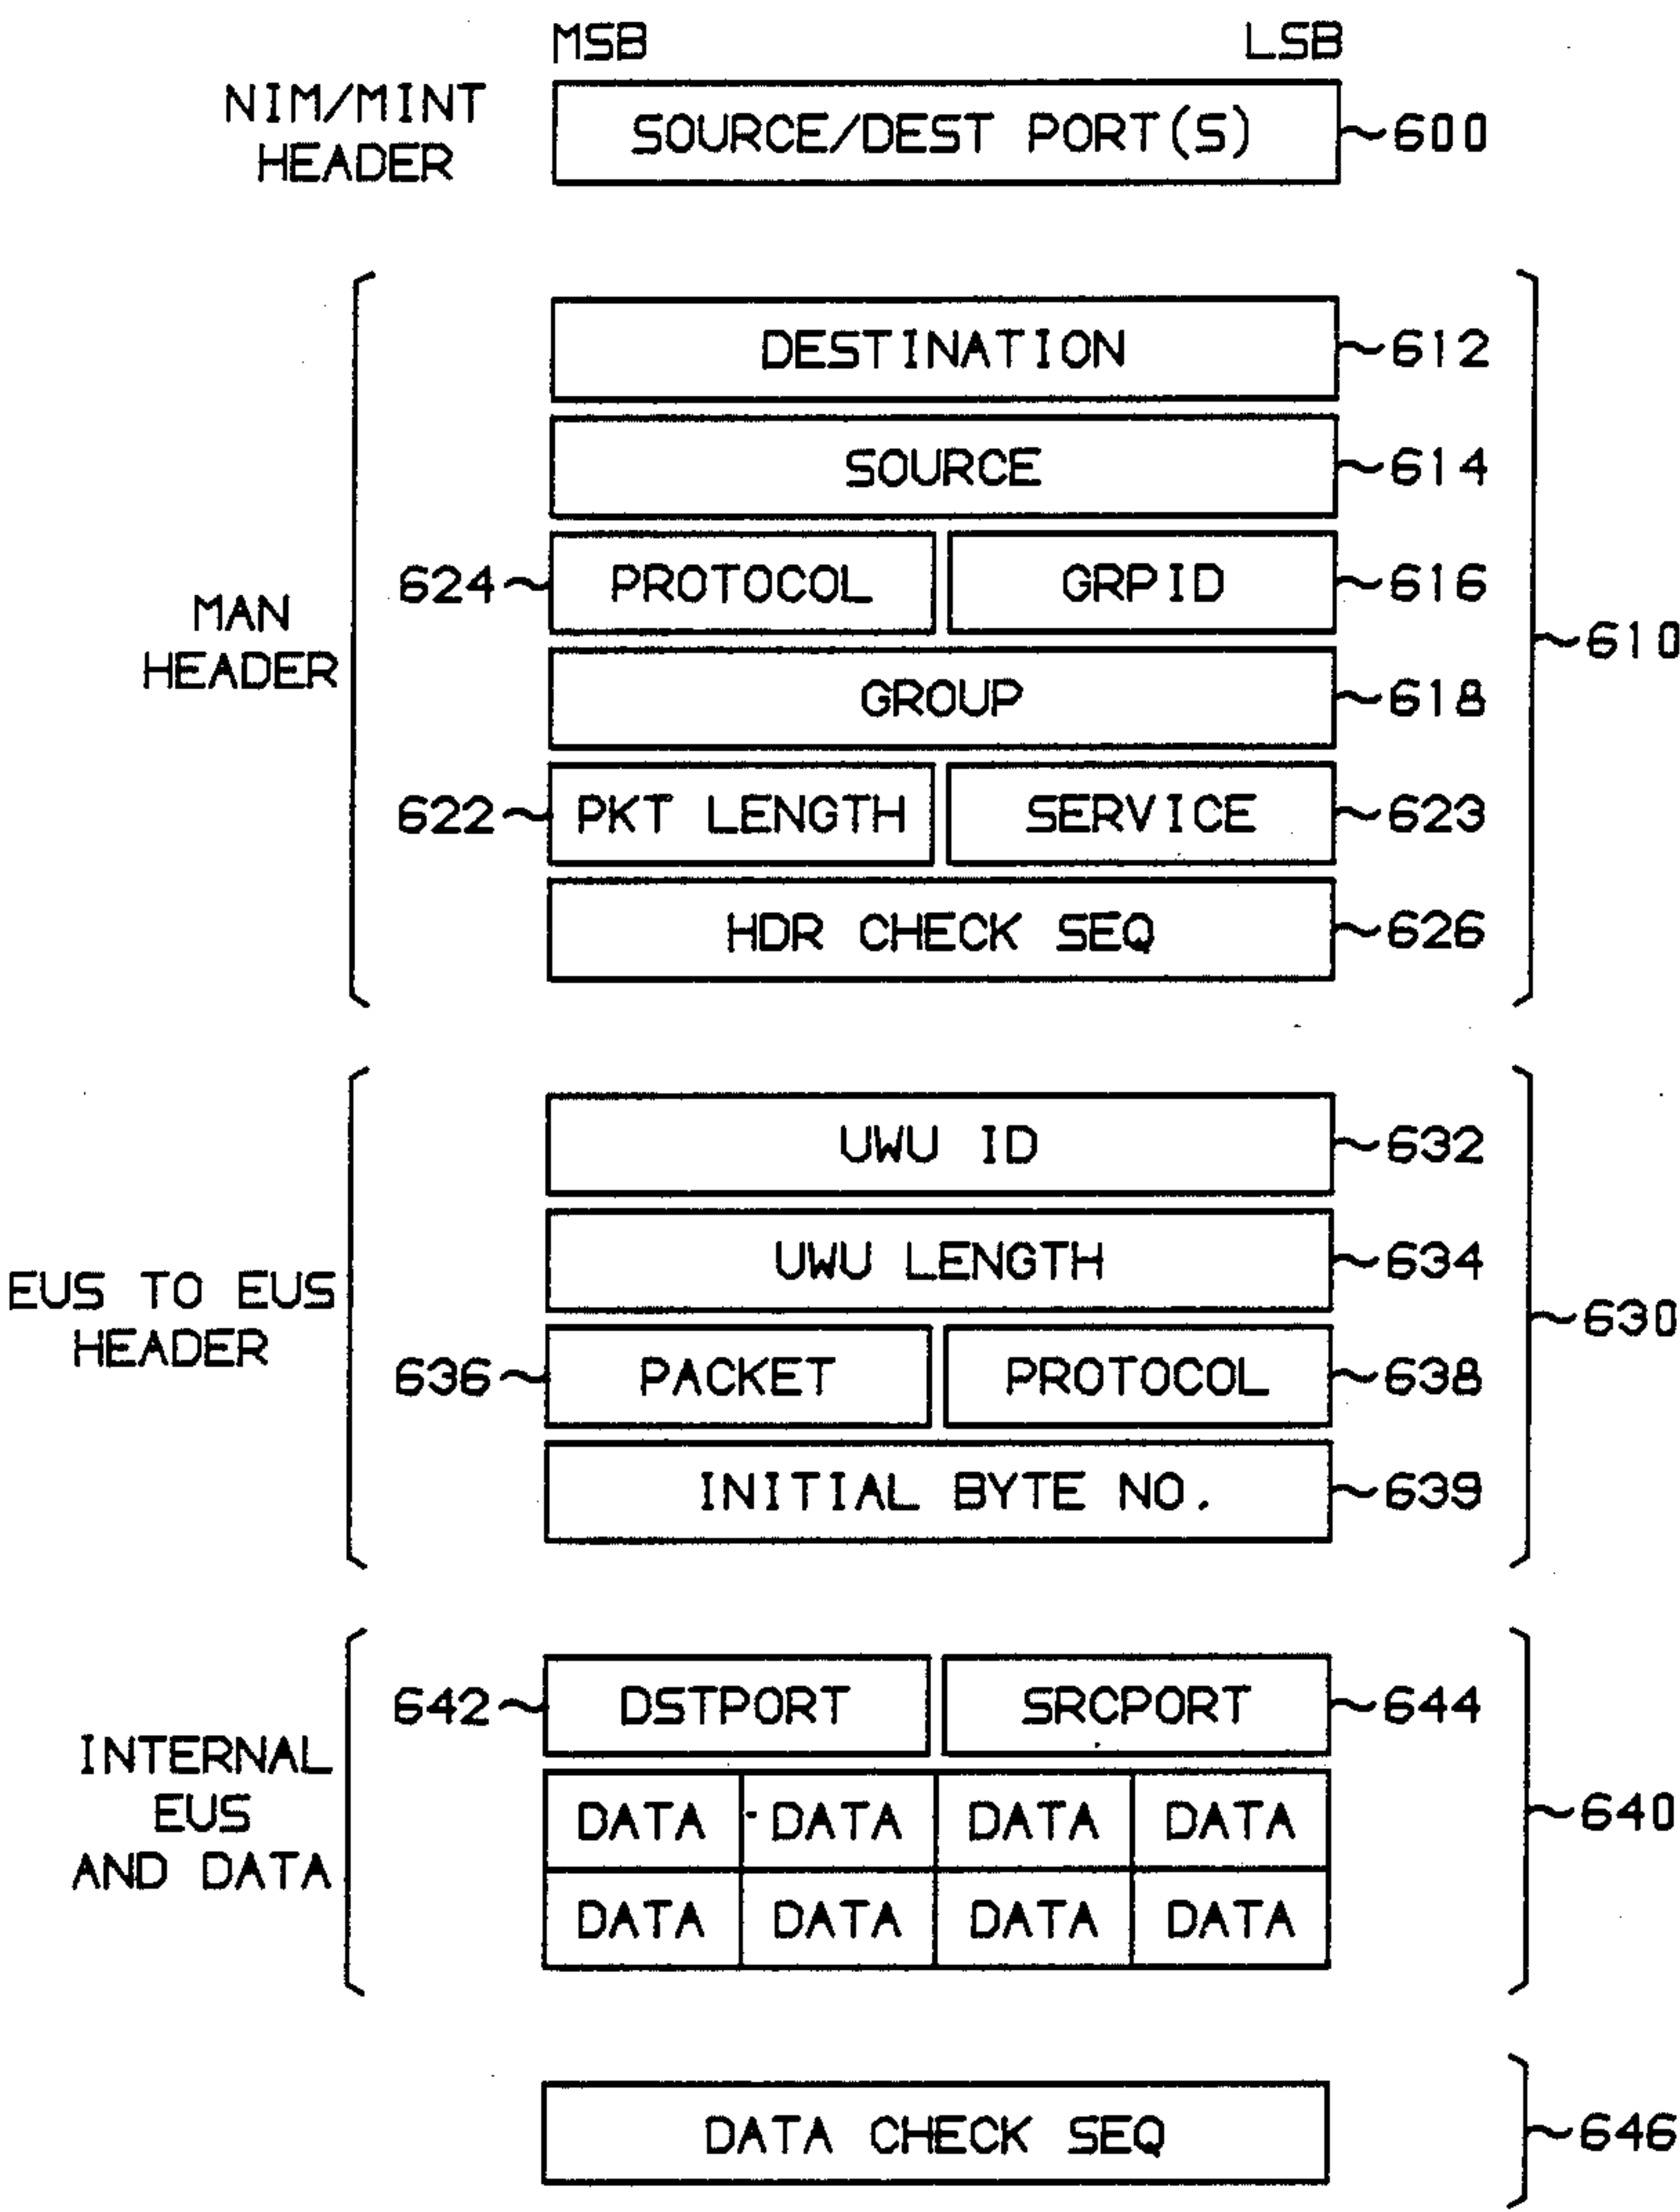 MSB LSB
NIM/MINT
HEADER
SOURCE/DEST PORT(S) 600
DESTINATION 612
SOURCE 614
624 PROTOCOL GRPID 616
MAN
HEADER
610
GROUP 618
622 PKT LENGTH SERVICE 623
HDR CHECK SEQ 626
UWU ID 632
UWU LENGTH 634
EUS TO EUS
HEADER
630
636 PACKET PROTOCOL 638
INITIAL BYTE NO. 639
642 DSTPORT SRCPORT 644
INTERNAL
EUS
AND DATA
DATA DATA DATA DATA
640
DATA DATA DATA DATA
DATA CHECK SEQ 646